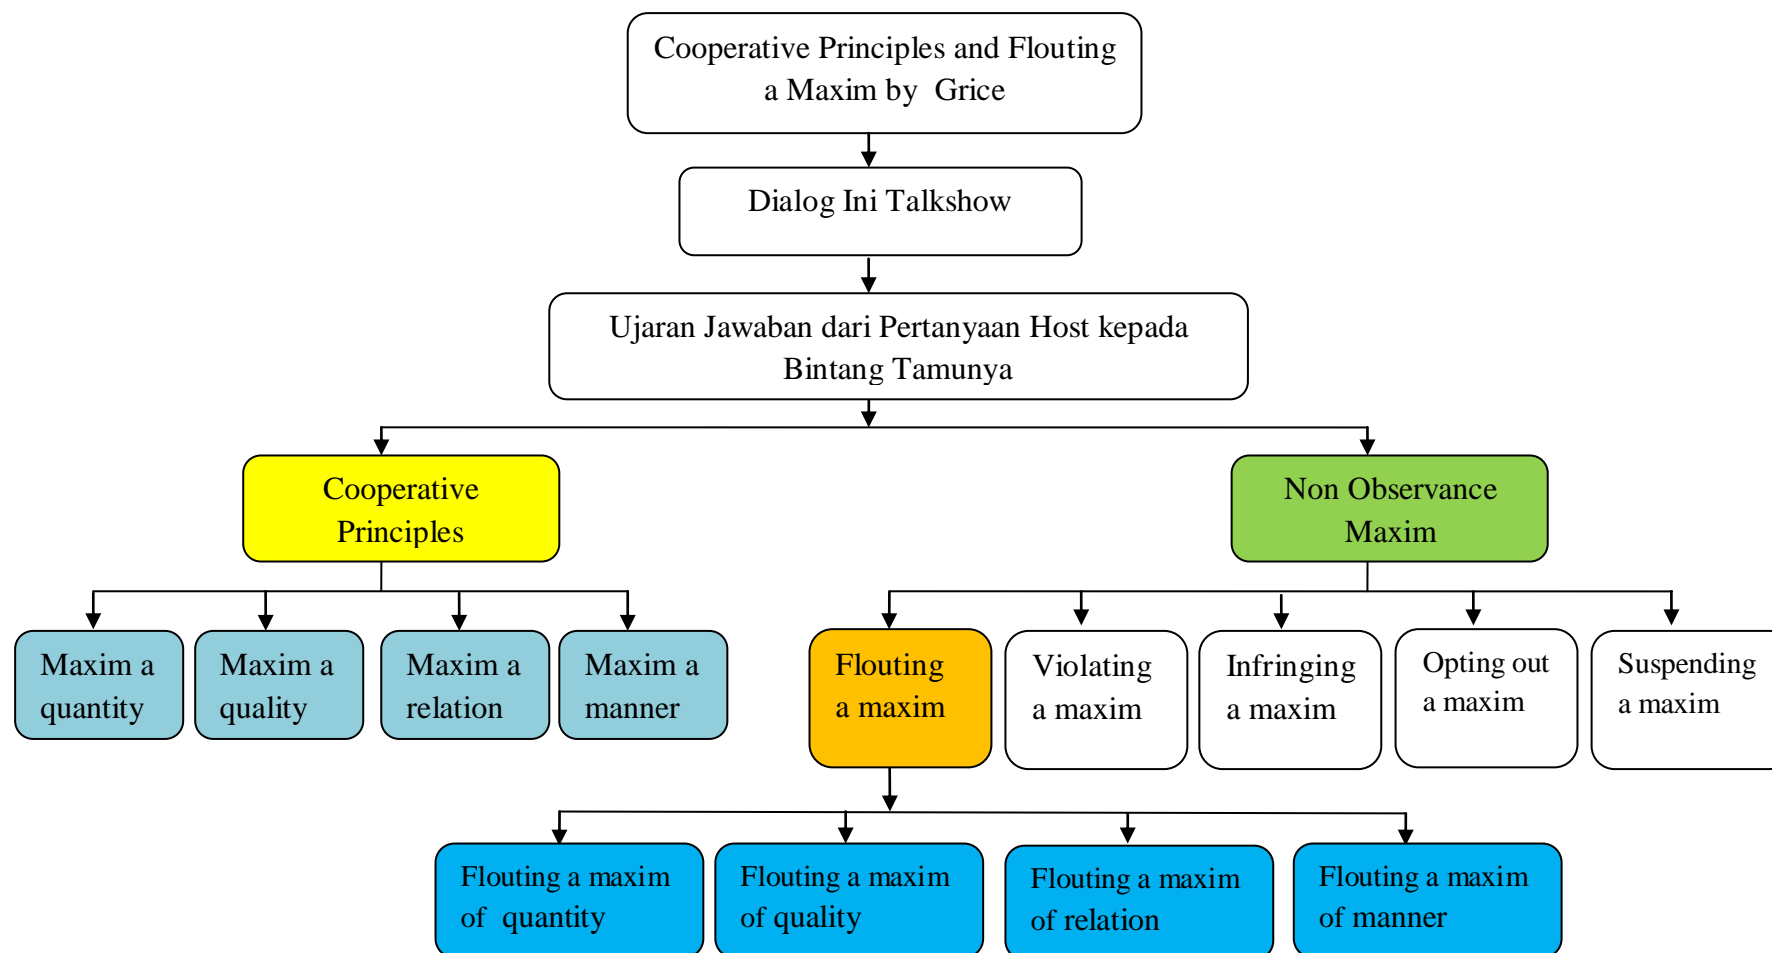 Cooperative Principles and Flouting
a Maxim by Grice
Dialog Ini Talkshow
Ujaran Jawaban dari Pertanyaan Host kepada
Bintang Tamunya
Cooperative
Principles
Non Observance
Maxim
Maxim a
quantity
Maxim a
quality
Maxim a
relation
Maxim a
manner
Flouting
a maxim
Violating
a maxim
Infringing
a maxim
Opting out
a maxim
Suspending
a maxim
Flouting a maxim
of quantity
Flouting a maxim
of quality
Flouting a maxim
of relation
Flouting a maxim
of manner